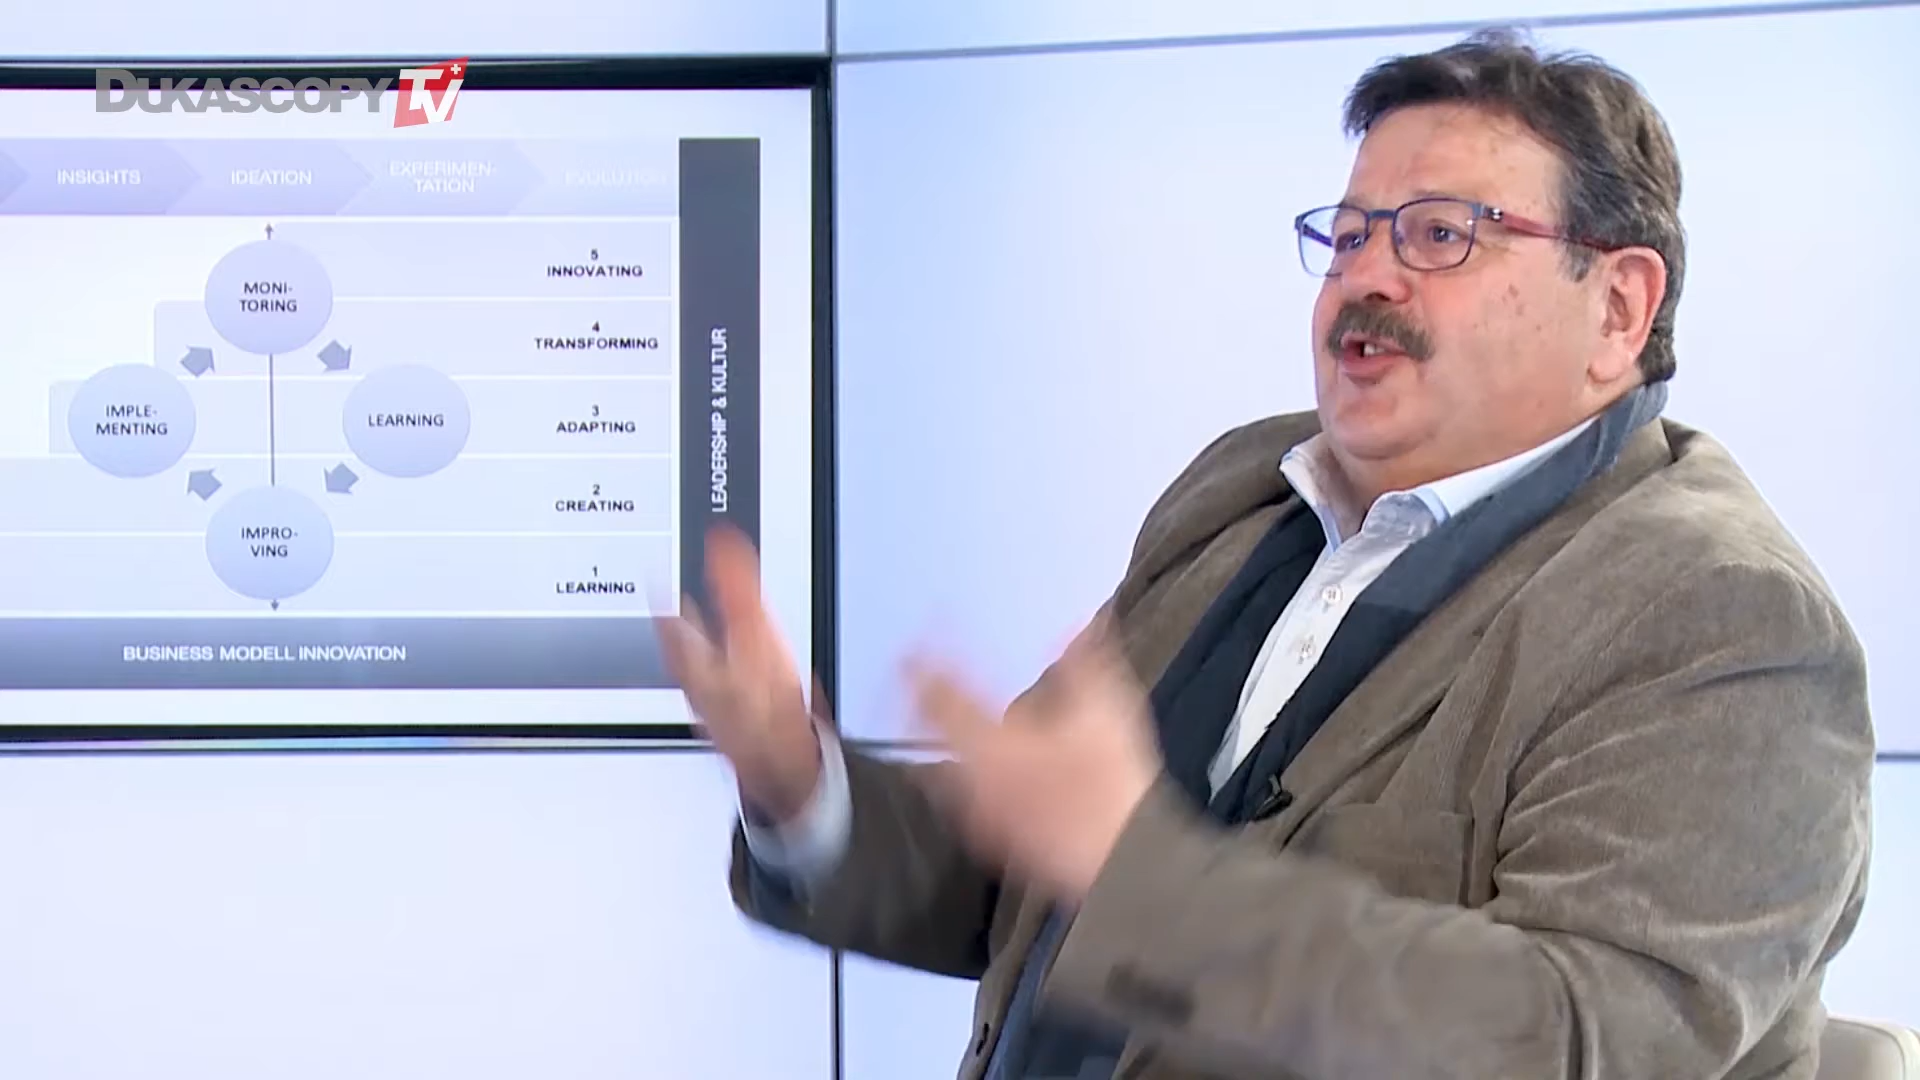 DUKASCOPY TV
INSIGHTS
IDEATION
EXPERIMEN-
TATION
EVOLUTION
MONI-
TORING
IMPLE-
MENTING
LEARNING
IMPRO-
VING
5
INNOVATING
4
TRANSFORMING
3
ADAPTING
2
CREATING
1
LEARNING
LEADERSHIP & KULTUR
BUSINESS MODELL INNOVATION